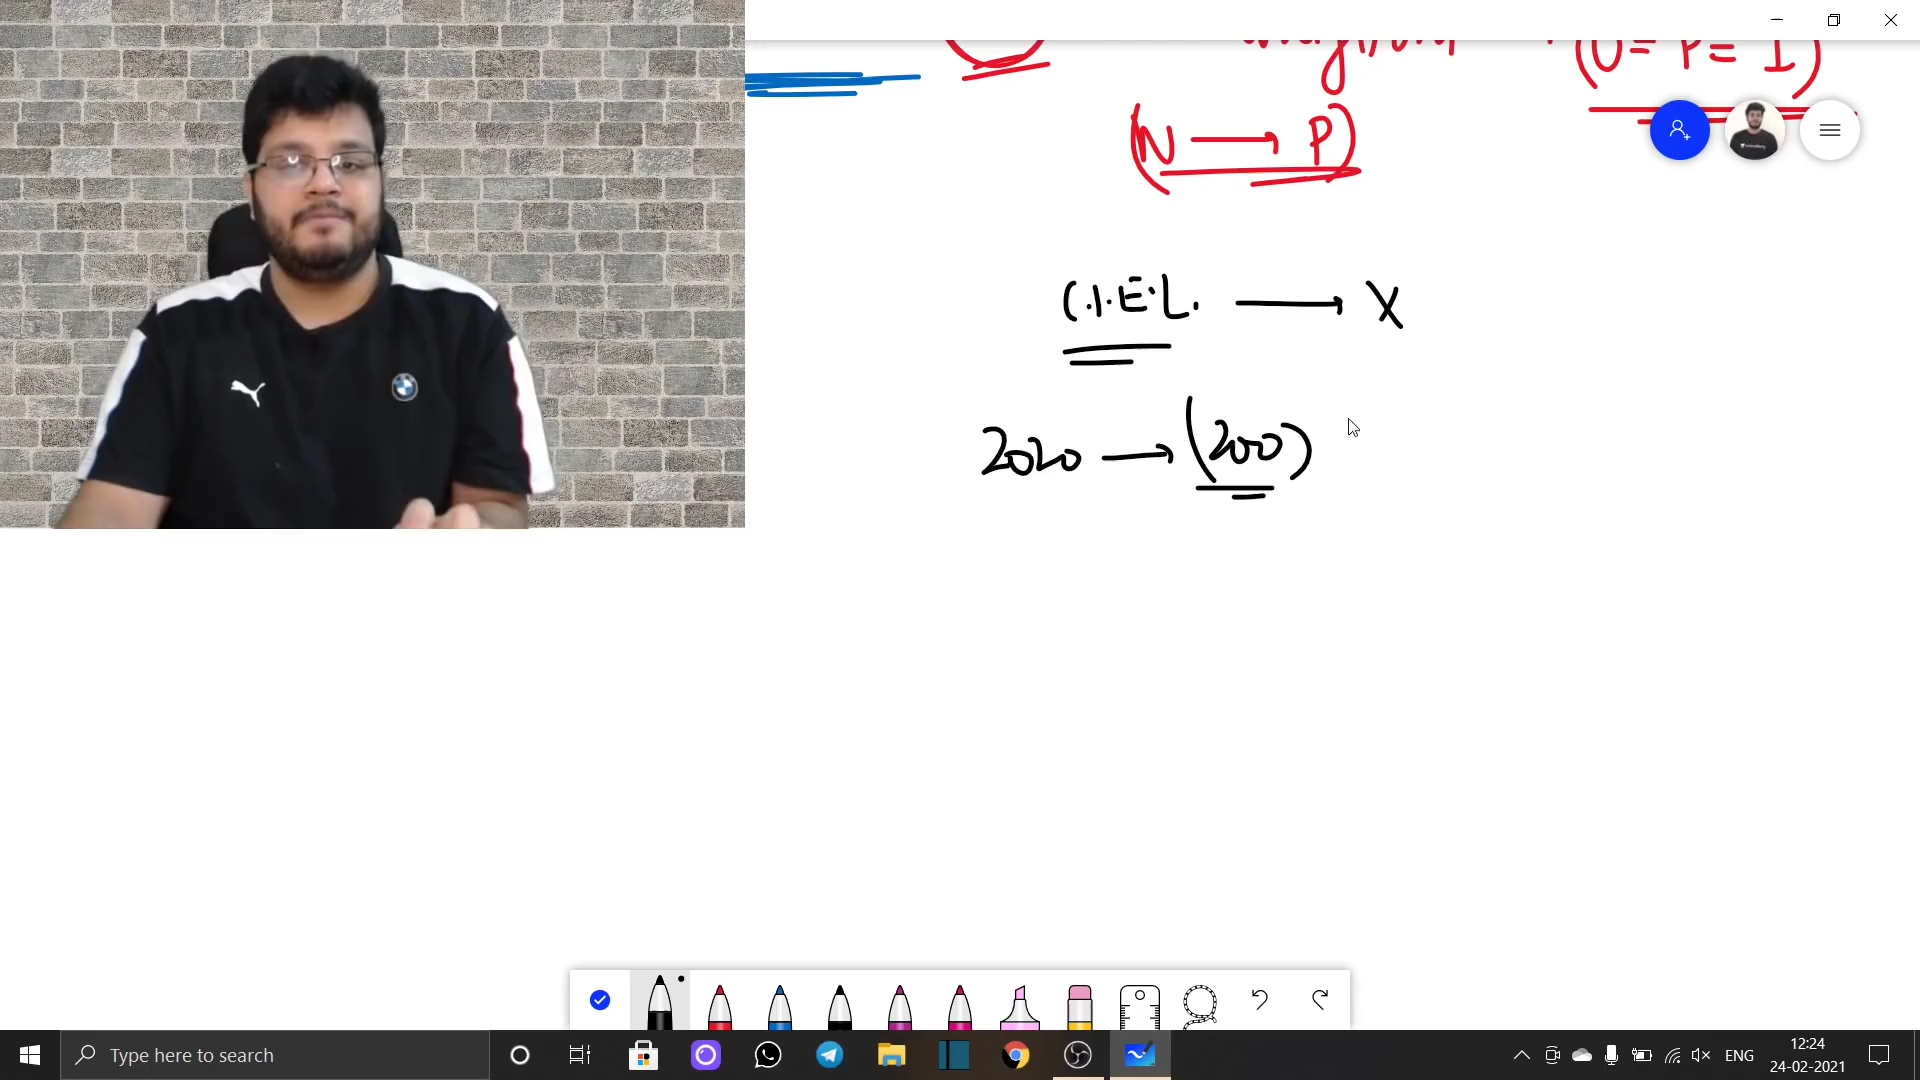 (U= P= I)
(N → P)
C.I.E.L. → X
2020 → (200)
Type here to search
ENG
12:24
24-02-2021